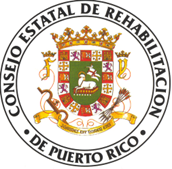 CONSEJO ESTATAL DE REHABILITACION
• DE PUERTO RICO •